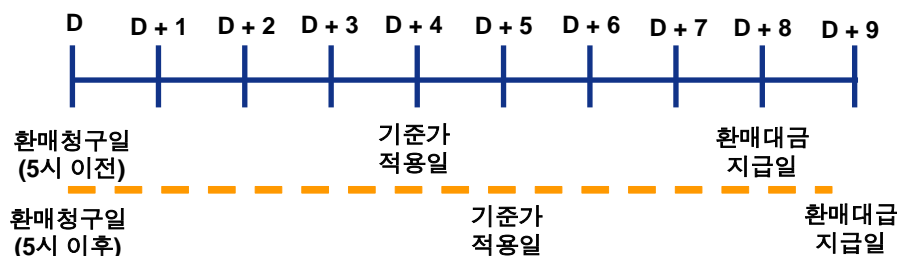 D D + 1 D + 2 D + 3 D + 4 D + 5 D + 6 D + 7 D + 8 D + 9
환매청구일
(5시 이전)
기준가
적용일
환매대금
지급일
환매청구일
(5시 이후)
기준가
적용일
환매대급
지급일